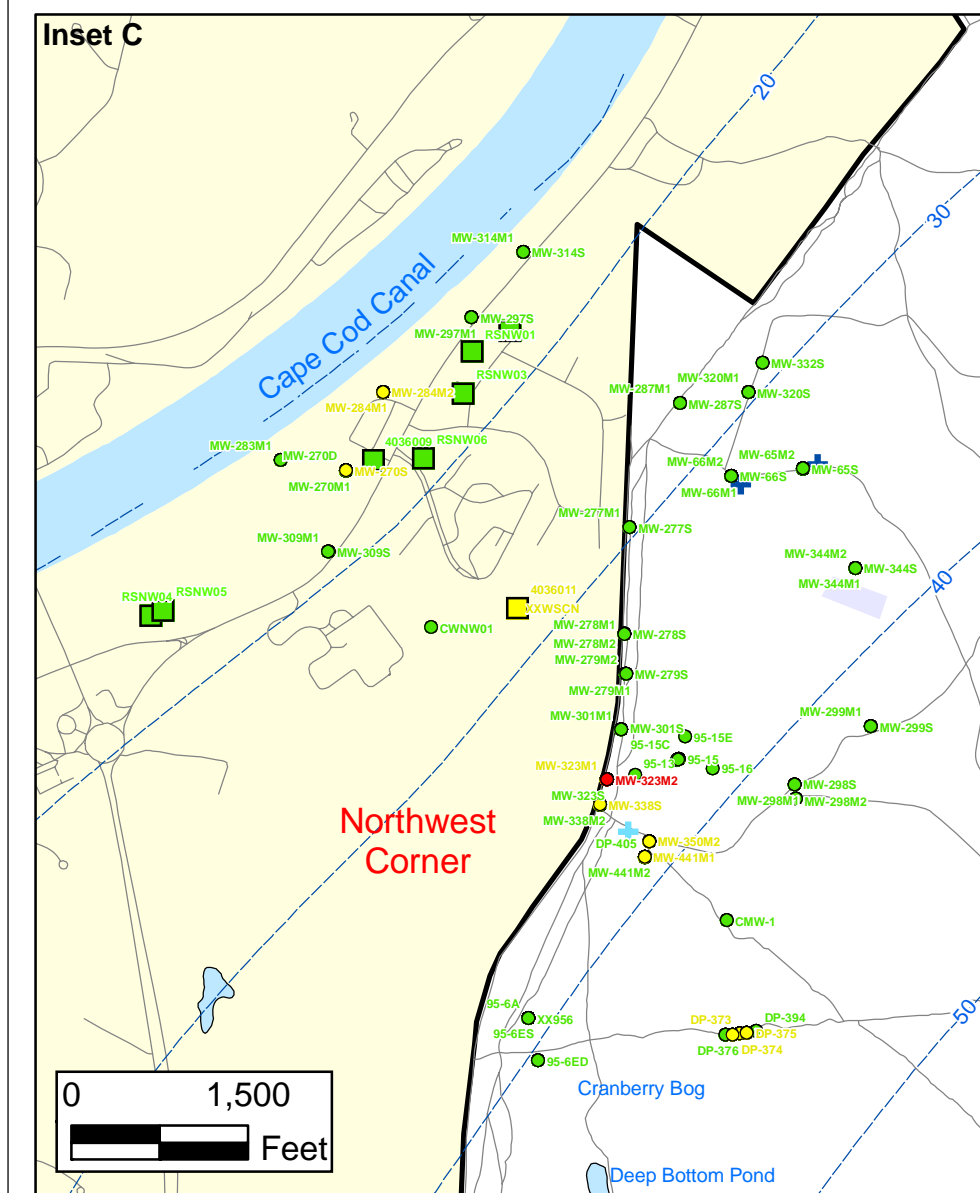 Inset C
20
30
MW-314M1
MW-314S
Cape Cod Canal
MW-297S
MW-297M1
RSNW01
MW-332S
RSNW03
MW-320M1
MW-320S
MW-284M2
MW-284M1
MW-287M1
MW-287S
4036009
RSNW06
MW-283M1
MW-270D
MW-270S
MW-270M1
MW-65M2
MW-65S
MW-66M2
MW-66S
MW-66M1
MW-277M1
MW-277S
MW-309M1
MW-309S
MW-344M2
MW-344S
MW-344M1
40
RSNW04
RSNW05
4036011
XXWSCN
CWNW01
MW-278M1
MW-278S
MW-278M2
MW-279M2
MW-279S
MW-279M1
MW-301M1
MW-301S
MW-299M1
MW-299S
95-15E
95-15C
95-15
95-13
95-16
MW-323M1
MW-323M2
MW-323S
MW-298S
MW-298M1
MW-298M2
MW-338S
MW-338M2
Northwest
Corner
DP-405
MW-350M2
MW-441M1
MW-441M2
CMW-1
95-6A
XX956
95-6ES
95-6ED
DP-373
DP-394
DP-375
DP-376
DP-374
50
Cranberry Bog
Deep Bottom Pond
0
1,500
Feet